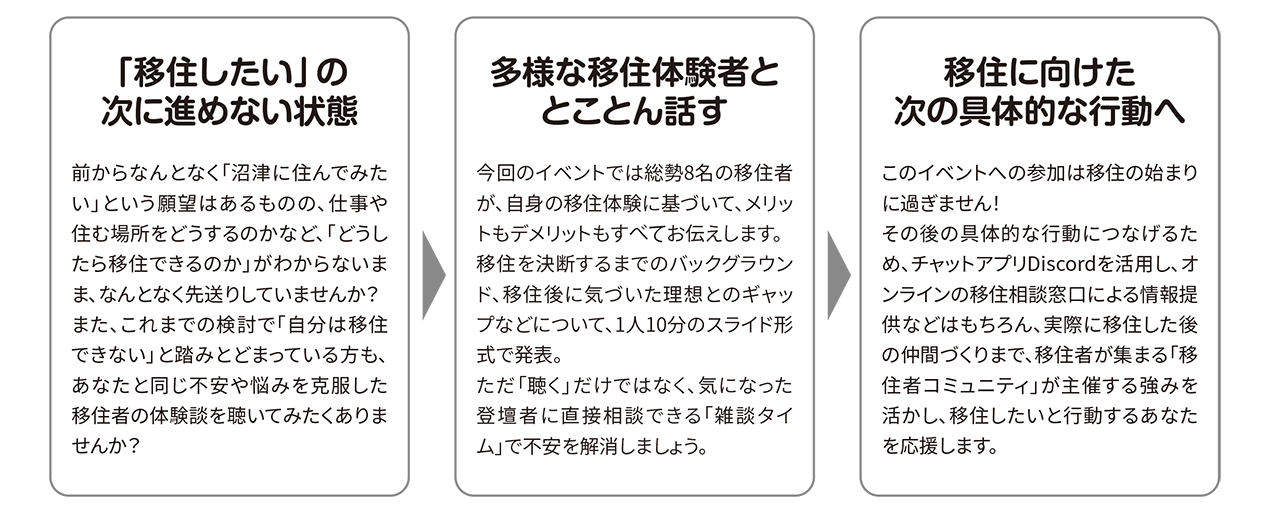 「移住したい」の
次に進めない状態
前からなんとなく「沼津に住んでみた
い」という願望はあるものの、仕事や
住む場所をどうするのかなど、「どうし
たら移住できるのか」がわからないま
ま、なんとなく先送りしていませんか?
また、これまでの検討で「自分は移住
できない」と踏みとどまっている方も、
あなたと同じ不安や悩みを克服した
移住者の体験談を聴いてみたくありま
せんか?
多様な移住体験者と
とことん話す
今回のイベントでは総勢8名の移住者
が、自身の移住体験に基づいて、メリッ
トもデメリットもすべてお伝えします。
移住を決断するまでのバックグラウン
ド、移住後に気づいた理想とのギャッ
プなどについて、1人10分のスライド形
式で発表。
ただ「聴く」だけではなく、気になった
登壇者に直接相談できる「雑談タイ
ム」で不安を解消しましょう。
移住に向けた
次の具体的な行動へ
このイベントへの参加は移住の始まり
に過ぎません!
その後の具体的な行動につなげるた
め、チャットアプリDiscordを活用し、オ
ンラインの移住相談窓口による情報提
供などはもちろん、実際に移住した後
の仲間づくりまで、移住者が集まる「移
住者コミュニティ」が主催する強みを
活かし、移住したいと行動するあなた
を応援します。